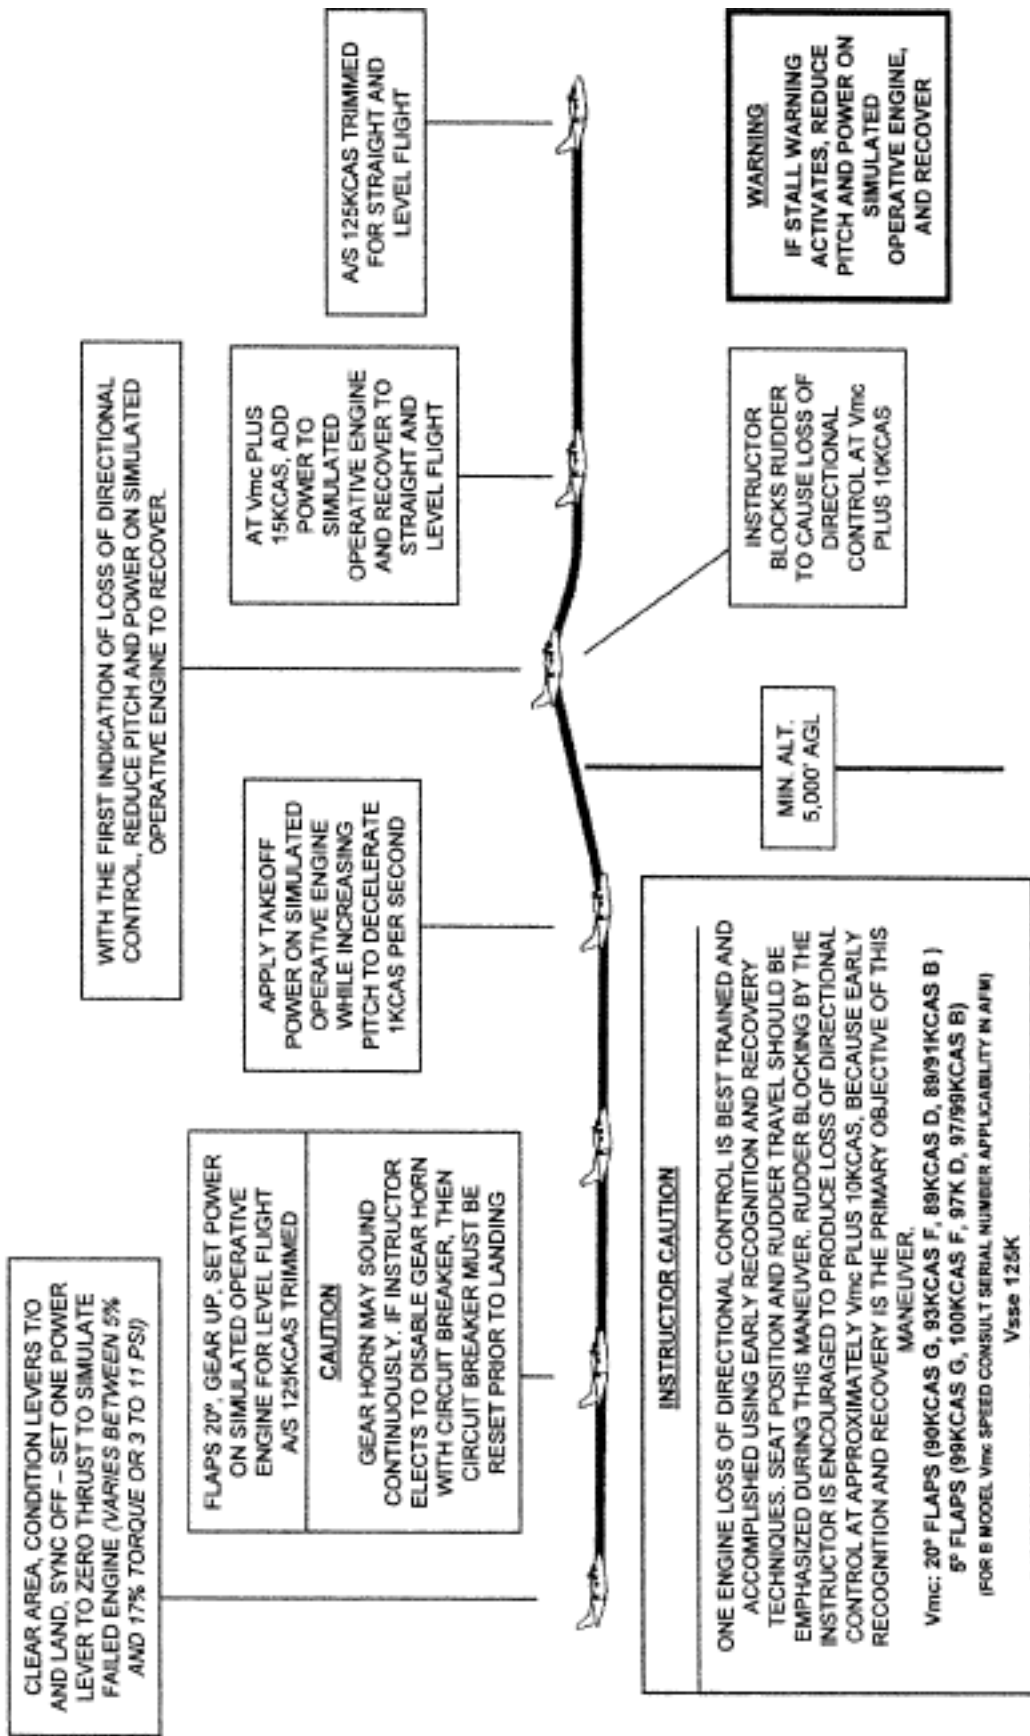 CLEAR AREA, CONDITION LEVERS T/O
AND LAND, SYNC OFF – SET ONE POWER
LEVER TO ZERO THRUST TO SIMULATE
FAILED ENGINE (VARIES BETWEEN 5%
AND 17% TORQUE OR 3 TO 11 PSI)
FLAPS 20º, GEAR UP, SET POWER
ON SIMULATED OPERATIVE
ENGINE FOR LEVEL FLIGHT
A/S 125KCAS TRIMMED
CAUTION
GEAR HORN MAY SOUND
CONTINUOUSLY. IF INSTRUCTOR
ELECTS TO DISABLE GEAR HORN
WITH CIRCUIT BREAKER, THEN
CIRCUIT BREAKER MUST BE
RESET PRIOR TO LANDING
APPLY TAKEOFF
POWER ON SIMULATED
OPERATIVE ENGINE
WHILE INCREASING
PITCH TO DECELERATE
1KCAS PER SECOND
WITH THE FIRST INDICATION OF LOSS OF DIRECTIONAL
CONTROL, REDUCE PITCH AND POWER ON SIMULATED
OPERATIVE ENGINE TO RECOVER.
AT Vmc PLUS
15KCAS, ADD
POWER TO
SIMULATED
OPERATIVE ENGINE
AND RECOVER TO
STRAIGHT AND
LEVEL FLIGHT
A/S 125KCAS TRIMMED
FOR STRAIGHT AND
LEVEL FLIGHT
INSTRUCTOR CAUTION
ONE ENGINE LOSS OF DIRECTIONAL CONTROL IS BEST TRAINED AND
ACCOMPLISHED USING EARLY RECOGNITION AND RECOVERY
TECHNIQUES. SEAT POSITION AND RUDDER TRAVEL SHOULD BE
EMPHASIZED DURING THIS MANEUVER. RUDDER BLOCKING BY THE
INSTRUCTOR IS ENCOURAGED TO PRODUCE LOSS OF DIRECTIONAL
CONTROL AT APPROXIMATELY Vmc PLUS 10KCAS, BECAUSE EARLY
RECOGNITION AND RECOVERY IS THE PRIMARY OBJECTIVE OF THIS
MANEUVER.
Vmc: 20º FLAPS (90KCAS G, 93KCAS F, 89KCAS D, 89/91KCAS B )
5º FLAPS (99KCAS G, 100KCAS F, 97K D, 97/99KCAS B)
(FOR B MODEL Vmc SPEED CONSULT SERIAL NUMBER APPLICABILITY IN AFM)
Vsse 125K
MIN. ALT.
5,000' AGL
INSTRUCTOR
BLOCKS RUDDER
TO CAUSE LOSS OF
DIRECTIONAL
CONTROL AT Vmc
PLUS 10KCAS
WARNING
IF STALL WARNING
ACTIVATES, REDUCE
PITCH AND POWER ON
SIMULATED
OPERATIVE ENGINE,
AND RECOVER